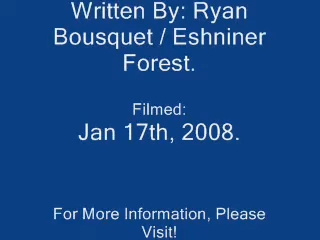 Written By: Ryan
Bousquet / Eshniner
Forest.
Filmed:
Jan 17th, 2008.
For More Information, Please
Visit!